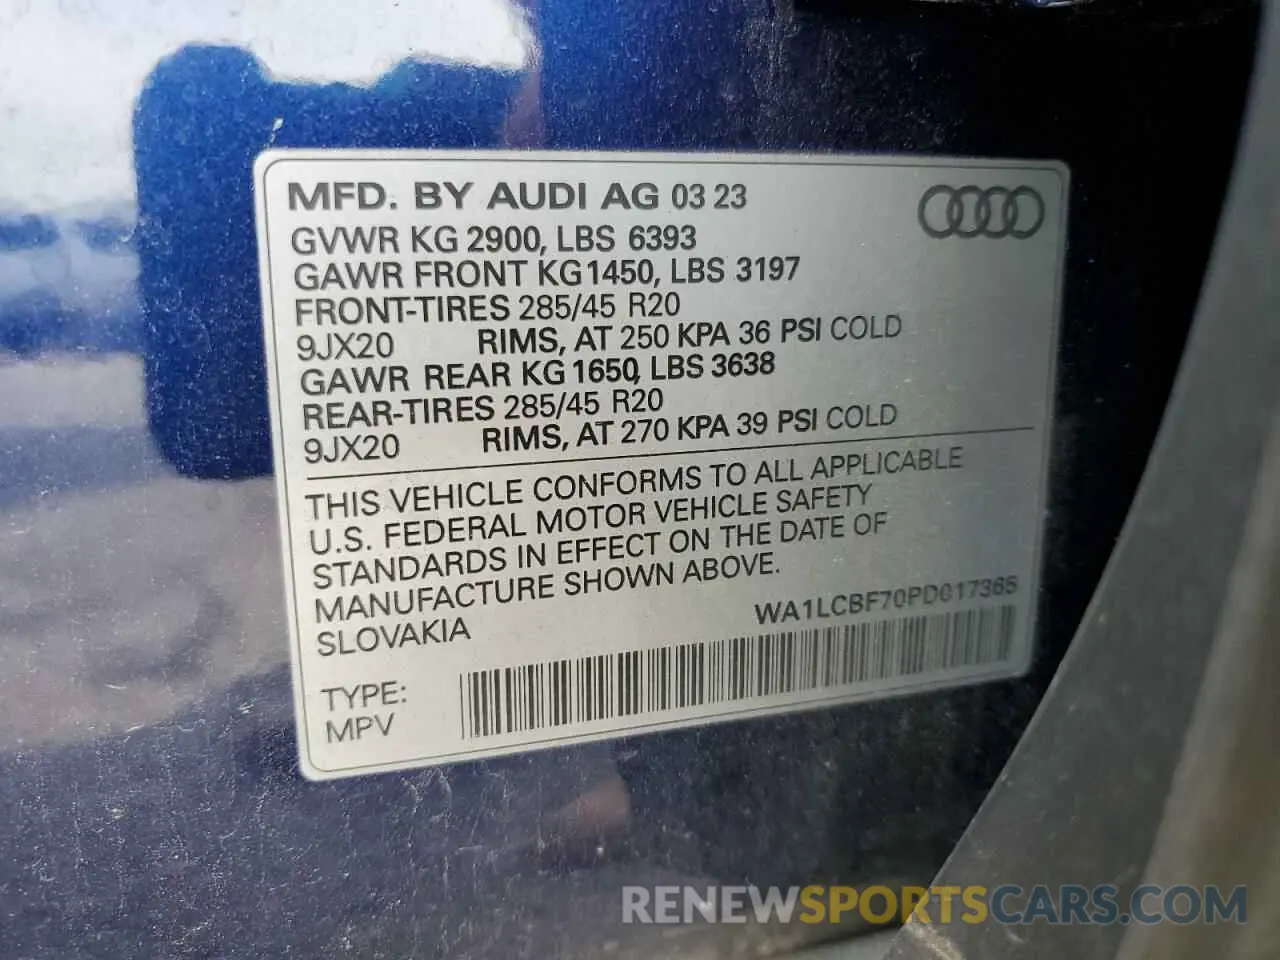 MFD. BY AUDI AG 03 23
GVWR KG 2900, LBS 6393
GAWR FRONT KG1450, LBS 3197
FRONT-TIRES 285/45 R20
9JX20 RIMS, AT 250 KPA 36 PSI COLD
GAWR REAR KG 1650, LBS 3638
REAR-TIRES 285/45 R20
9JX20 RIMS, AT 270 KPA 39 PSI COLD
THIS VEHICLE CONFORMS TO ALL APPLICABLE
U.S. FEDERAL MOTOR VEHICLE SAFETY
STANDARDS IN EFFECT ON THE DATE OF
MANUFACTURE SHOWN ABOVE.
SLOVAKIA
WA1LCBF70PD017365
TYPE:
MPV
RENEWSPORTSCARS.COM